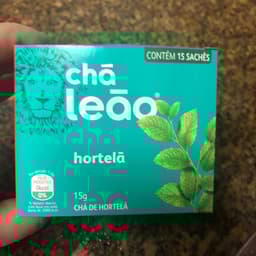 CONTÉM 15 SACHÊS
chá
leão
hortelã
15g
CHÁ DE HORTELÃ